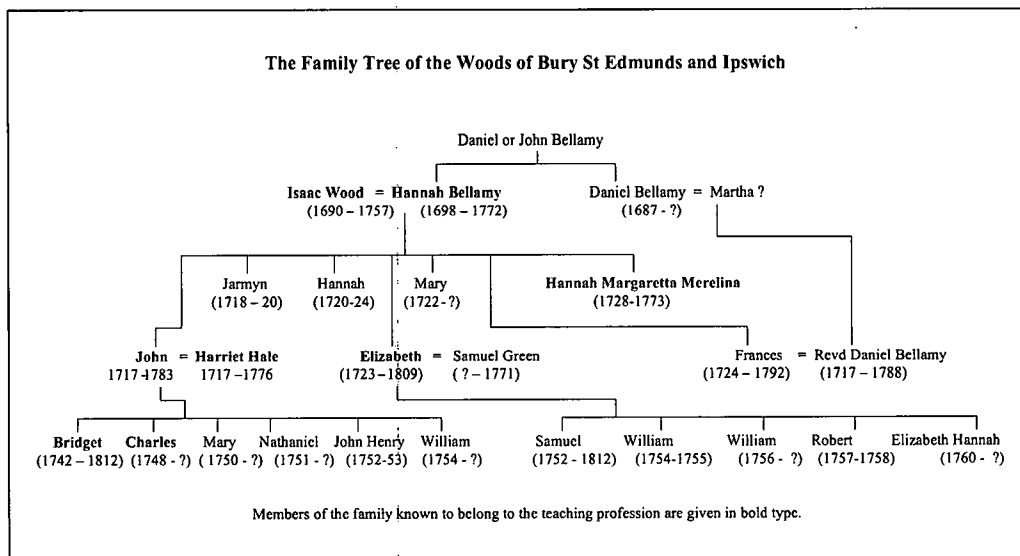 The Family Tree of the Woods of Bury St Edmunds and Ipswich
Daniel or John Bellamy
Isaac Wood = Hannah Bellamy Daniel Bellamy = Martha ?
(1690 – 1757) (1698 – 1772) (1687 - ?)
Jarmyn Hannah Mary Hannah Margaretta Merelina
(1718 – 20) (1720-24) (1722 - ?) (1728-1773)
John = Harriet Hale Elizabeth = Samuel Green Frances = Revd Daniel Bellamy
1717-1783 1717 –1776 (1723 –1809) ( ? – 1771) (1724 – 1792) (1717 – 1788)
Bridget Charles Mary Nathaniel John Henry William Samuel William William Robert Elizabeth Hannah
(1742 – 1812) (1748 - ?) ( 1750 - ?) (1751 - ?) (1752-53) (1754 - ?) (1752 - 1812) (1754-1755) (1756 - ?) (1757-1758) (1760 - ?)
Members of the family known to belong to the teaching profession are given in bold type.